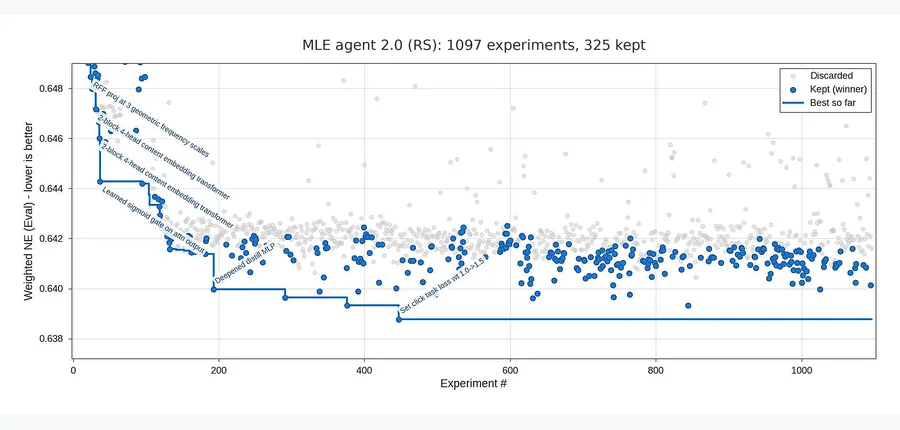 MLE agent 2.0 (RS): 1097 experiments, 325 kept
Discarded
Kept (winner)
Best so far
Weighted NE (Eval) - lower is better
0.648
0.646
0.644
0.642
0.640
0.638
RFF proj at 3 geometric frequency scales
2-block 4-head content embedding transformer
2-block 4-head content embedding transformer
Learned sigmoid gate on attn output
Deepened distill MLP
Set click task loss wt 1.0->1.5
0
200
400
600
800
1000
Experiment #